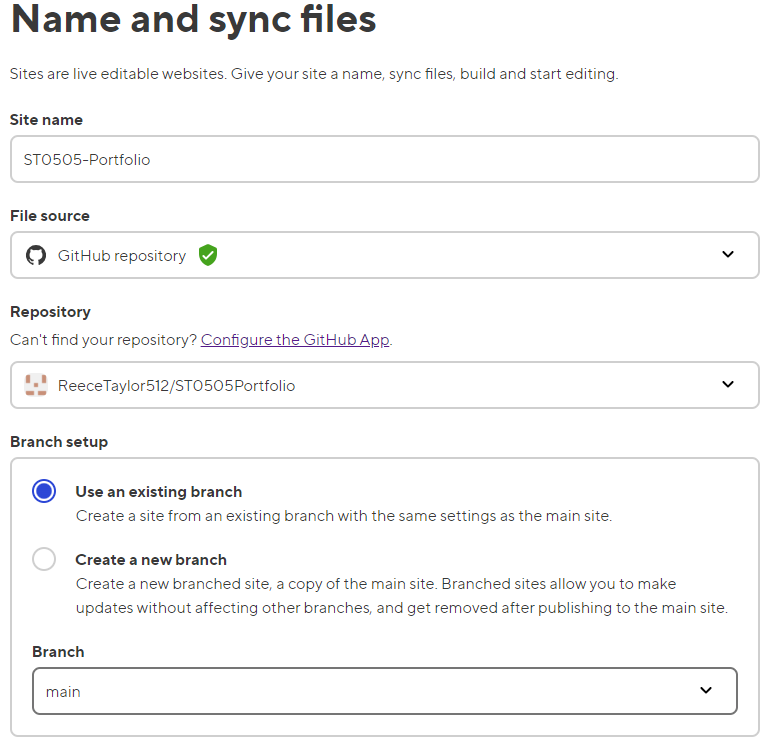 Name and sync files
Sites are live editable websites. Give your site a name, sync files, build and start editing.
Site name
ST0505-Portfolio
File source
GitHub repository
Repository
Can't find your repository? Configure the GitHub App.
ReeceTaylor512/ST0505Portfolio
Branch setup
Use an existing branch
Create a site from an existing branch with the same settings as the main site.
Create a new branch
Create a new branched site, a copy of the main site. Branched sites allow you to make
updates without affecting other branches, and get removed after publishing to the main site.
Branch
main